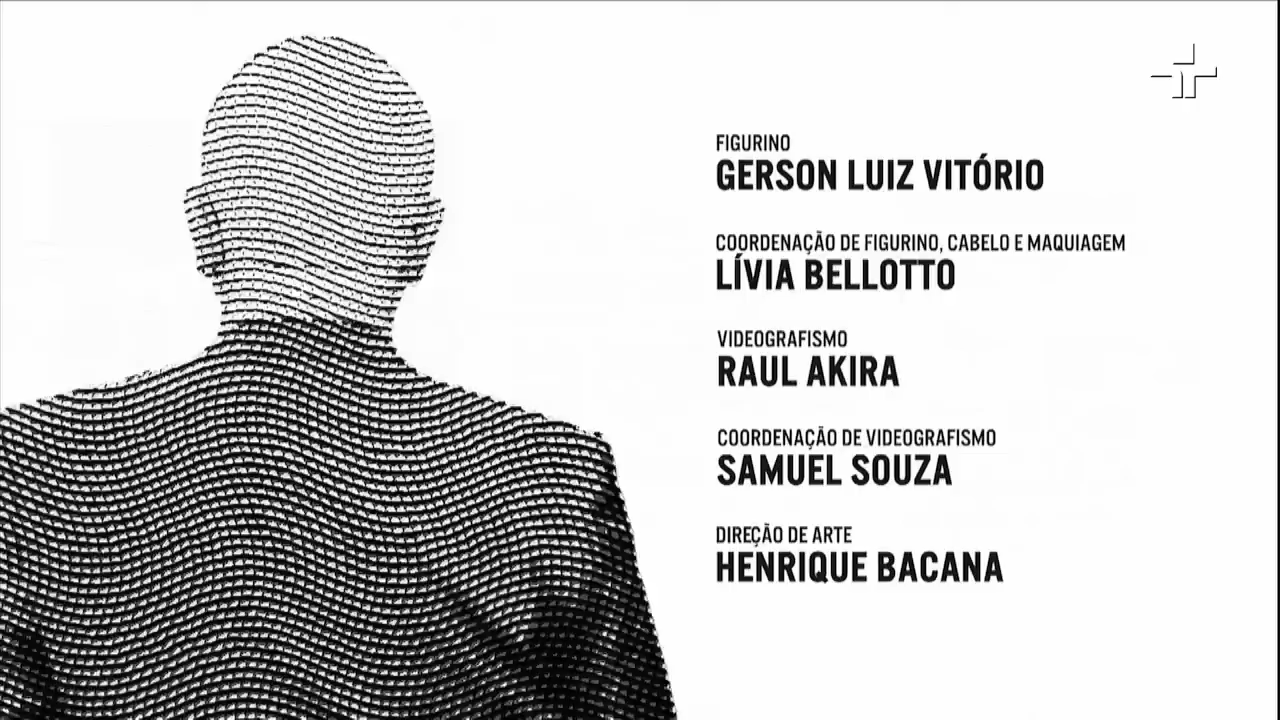 FIGURINO
GERSON LUIZ VITÓRIO
COORDENAÇÃO DE FIGURINO, CABELO E MAQUIAGEM
LÍVIA BELLOTTO
VIDEOGRAFISMO
RAUL AKIRA
COORDENAÇÃO DE VIDEOGRAFISMO
SAMUEL SOUZA
DIREÇÃO DE ARTE
HENRIQUE BACANA